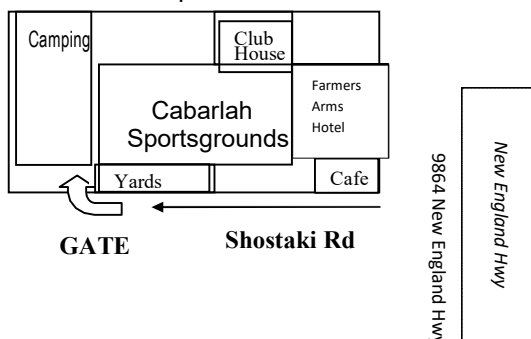 Camping
Club
House
Farmers
Arms
Hotel
Cabarlah
Sportsgrounds
Yards
Cafe
GATE
Shostaki Rd
9864 New England Hwy
New England Hwy